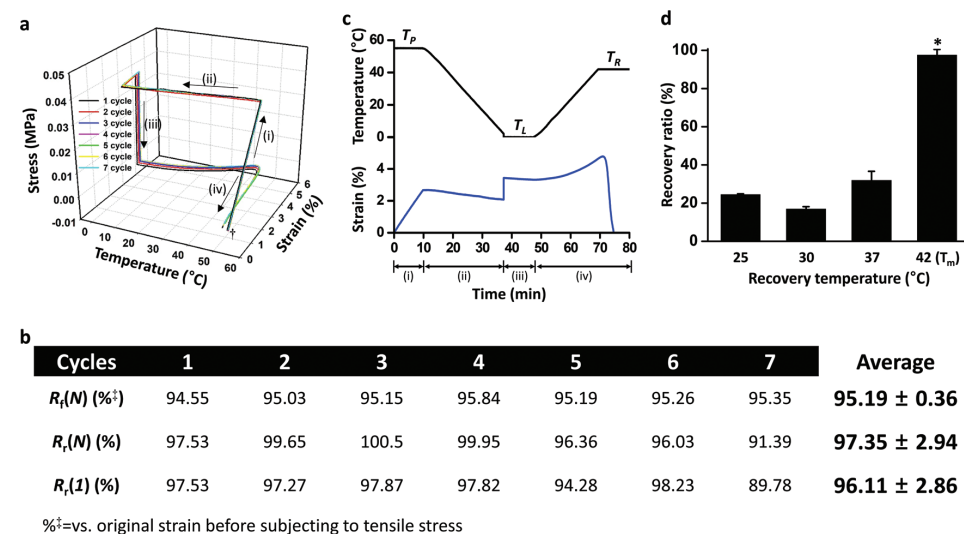 a
Stress (MPa)
0.05
0.04
0.03
0.02
0.01
0.00
-0.01
1 cycle
2 cycle
3 cycle
4 cycle
5 cycle
6 cycle
7 cycle
(ii)
(iii)
(i)
(iv)
†
0 10 20 30 40 50 60
Temperature (°C)
0 1 2 3 4 5 6
Strain (%)
c
Temperature (°C)
60
40
20
0
T_P
T_L
T_R
Strain (%)
4
2
0
0 10 20 30 40 50 60 70 80
(i) (ii) (iii) (iv)
Time (min)
d
Recovery ratio (%)
100
80
60
40
20
0
*
25 30 37 42 (Tm)
Recovery temperature (°C)
b
Cycles 1 2 3 4 5 6 7 Average
Rf(N) (%‡) 94.55 95.03 95.15 95.84 95.19 95.26 95.35 95.19 ± 0.36
Rr(N) (%) 97.53 99.65 100.5 99.95 96.36 96.03 91.39 97.35 ± 2.94
Rr(1) (%) 97.53 97.27 97.87 97.82 94.28 98.23 89.78 96.11 ± 2.86
%‡=vs. original strain before subjecting to tensile stress